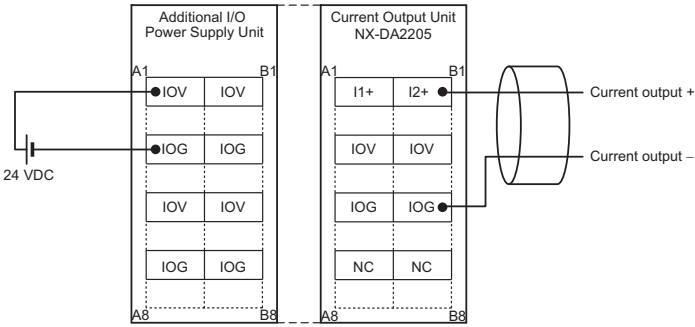 Additional I/O
Power Supply Unit
Current Output Unit
NX-DA2205
A1
B1
A1
B1
IOV
IOV
I1+
I2+
Current output +
IOG
IOG
IOV
IOV
Current output –
24 VDC
IOV
IOV
IOG
IOG
IOG
IOG
NC
NC
A8
B8
A8
B8